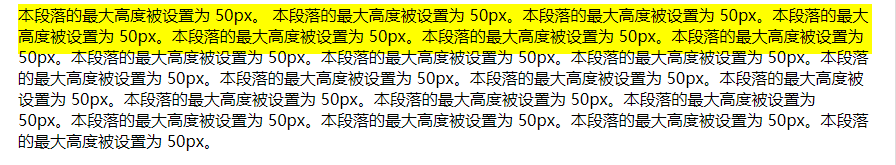 本段落的最大高度被设置为 50px。 本段落的最大高度被设置为 50px。本段落的最大高度被设置为 50px。本段落的最大
高度被设置为 50px。本段落的最大高度被设置为 50px。本段落的最大高度被设置为 50px。本段落的最大高度被设置为
50px。本段落的最大高度被设置为 50px。本段落的最大高度被设置为 50px。本段落的最大高度被设置为 50px。本段落
的最大高度被设置为 50px。本段落的最大高度被设置为 50px。本段落的最大高度被设置为 50px。本段落的最大高度被
设置为 50px。本段落的最大高度被设置为 50px。本段落的最大高度被设置为 50px。本段落的最大高度被设置为
50px。本段落的最大高度被设置为 50px。本段落的最大高度被设置为 50px。本段落的最大高度被设置为 50px。本段落
的最大高度被设置为 50px。